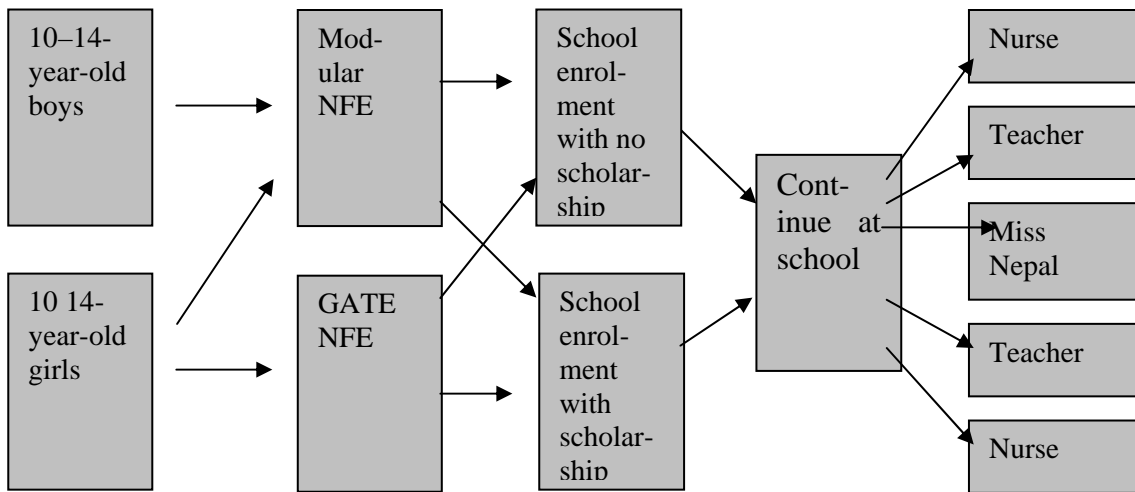 10–14-
year-old
boys
10 14-
year-old
girls
Mod-
ular
NFE
GATE
NFE
School
enrol-
ment
with no
scholar-
ship
School
enrol-
ment
with
scholar-
ship
Cont-
inue at
school
Nurse
Teacher
Miss
Nepal
Teacher
Nurse